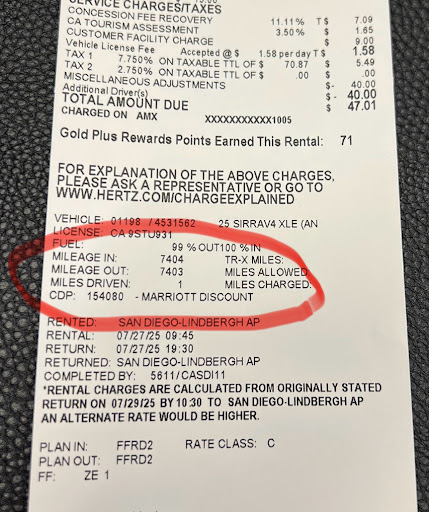 SERVICE CHARGES/TAXES
CONCESSION FEE RECOVERY 11.11% T $ 7.09
CA TOURISM ASSESSMENT 3.50% $ 1.65
CUSTOMER FACILITY CHARGE $ 9.00
Vehicle License Fee Accepted @ $ 1.58 per day T $ 1.58
TAX 1 7.750% ON TAXABLE TTL OF $ 70.87 $ 5.49
TAX 2 2.750% ON TAXABLE TTL OF $ .00 $ .00
MISCELLANEOUS ADJUSTMENTS $- 40.00
Additional Driver(s) $- 40.00
TOTAL AMOUNT DUE $ 47.01
CHARGED ON AMX XXXXXXXXXXX1005
Gold Plus Rewards Points Earned This Rental: 71
FOR EXPLANATION OF THE ABOVE CHARGES,
PLEASE ASK A REPRESENTATIVE OR GO TO
WWW.HERTZ.COM/CHARGEEXPLAINED
VEHICLE: 01198 / 4531562 25 SIRRAV4 XLE (AN
LICENSE: CA 9STU931
FUEL: 99 % OUT100 % IN
MILEAGE IN: 7404 TR-X MILES:
MILEAGE OUT: 7403 MILES ALLOWED
MILES DRIVEN: 1 MILES CHARGED:
CDP: 154080 - MARRIOTT DISCOUNT
RENTED: SAN DIEGO-LINDBERGH AP
RENTAL: 07/27/25 09:45
RETURN: 07/27/25 19:30
RETURNED: SAN DIEGO-LINDBERGH AP
COMPLETED BY: 5611/CASDI11
*RENTAL CHARGES ARE CALCULATED FROM ORIGINALLY STATED
RETURN ON 07/29/25 BY 10:30 TO SAN DIEGO-LINDBERGH AP
AN ALTERNATE RATE WOULD BE HIGHER.
PLAN IN: FFRD2 RATE CLASS: C
PLAN OUT: FFRD2
FF: ZE 1